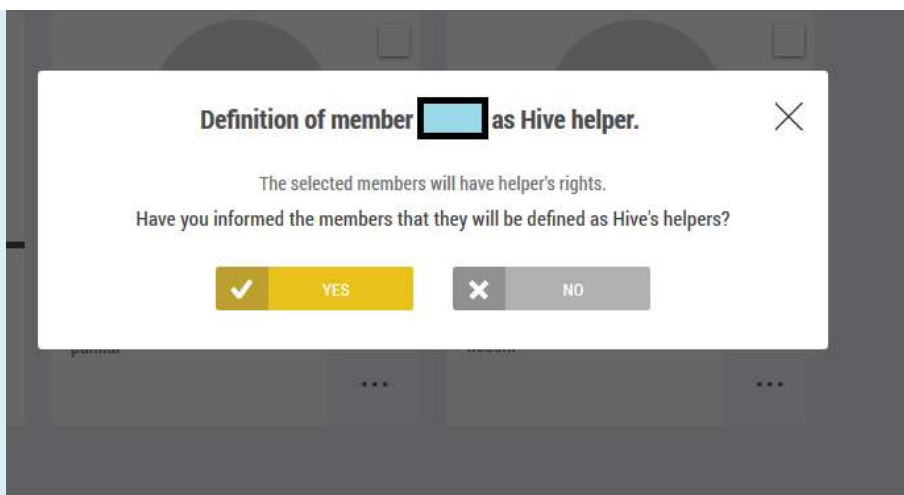 Definition of member as Hive helper.
The selected members will have helper's rights.
Have you informed the members that they will be defined as Hive's helpers?
YES
NO